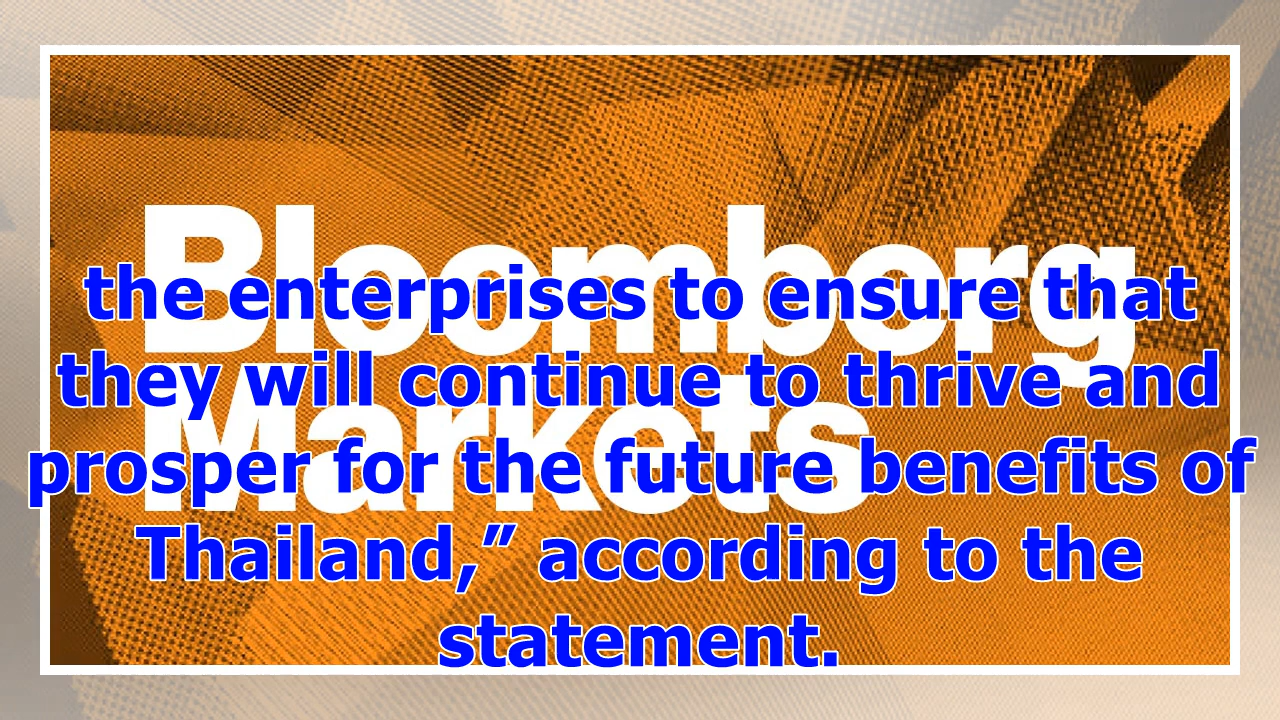 Bloomberg
Markets
the enterprises to ensure that
they will continue to thrive and
prosper for the future benefits of
Thailand,” according to the
statement.